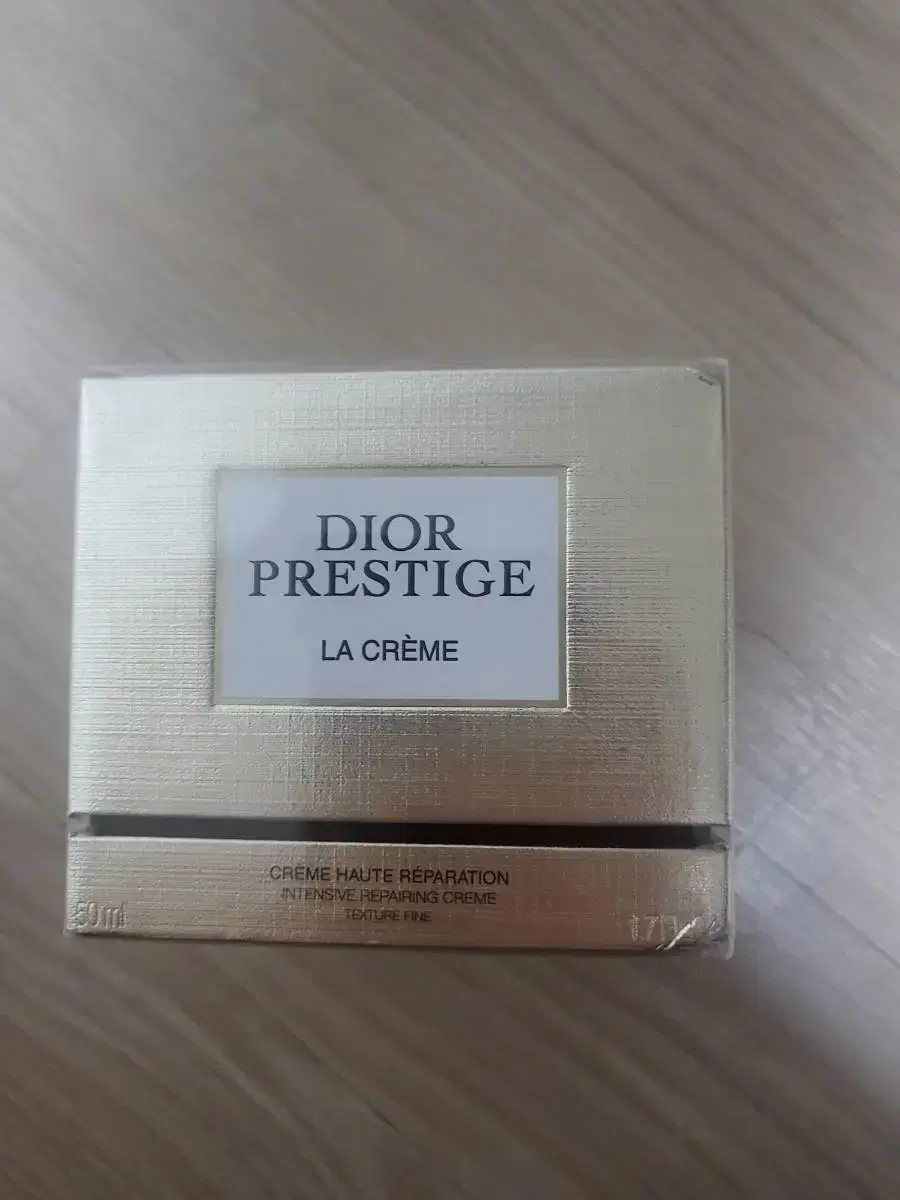 DIOR
PRESTIGE
LA CRÈME
CRÈME HAUTE RÉPARATION
INTENSIVE REPAIRING CREME
TEXTURE FINE
50 ml